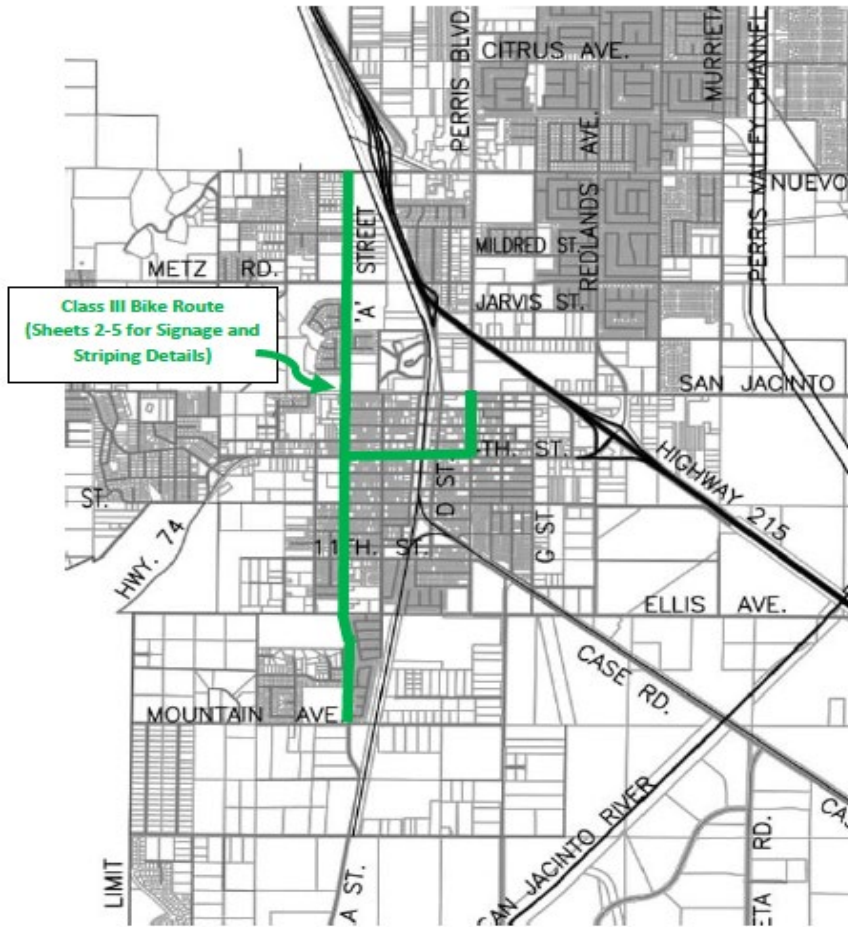 PERRIS BLVD.
CITRUS AVE.
MURRIETA
PERRIS VALLEY CHANNEL
REDLANDS AVE.
NUEVO
'A' STREET
MILDRED ST.
METZ RD.
JARVIS ST.
Class III Bike Route
(Sheets 2-5 for Signage and
Striping Details)
SAN JACINTO
TH. ST.
HIGHWAY 215
D ST.
ST.
HWY. 74
G ST
11TH. ST.
ELLIS AVE.
CASE RD.
MOUNTAIN AVE
SAN JACINTO RIVER
CAS
LIMIT
A ST.
ETA RD.